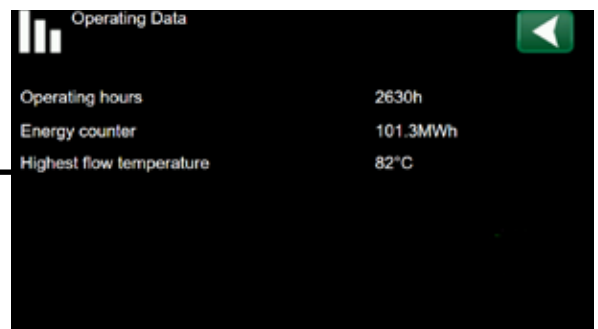 Operating Data
Operating hours 2630h
Energy counter 101.3MWh
Highest flow temperature 82°C